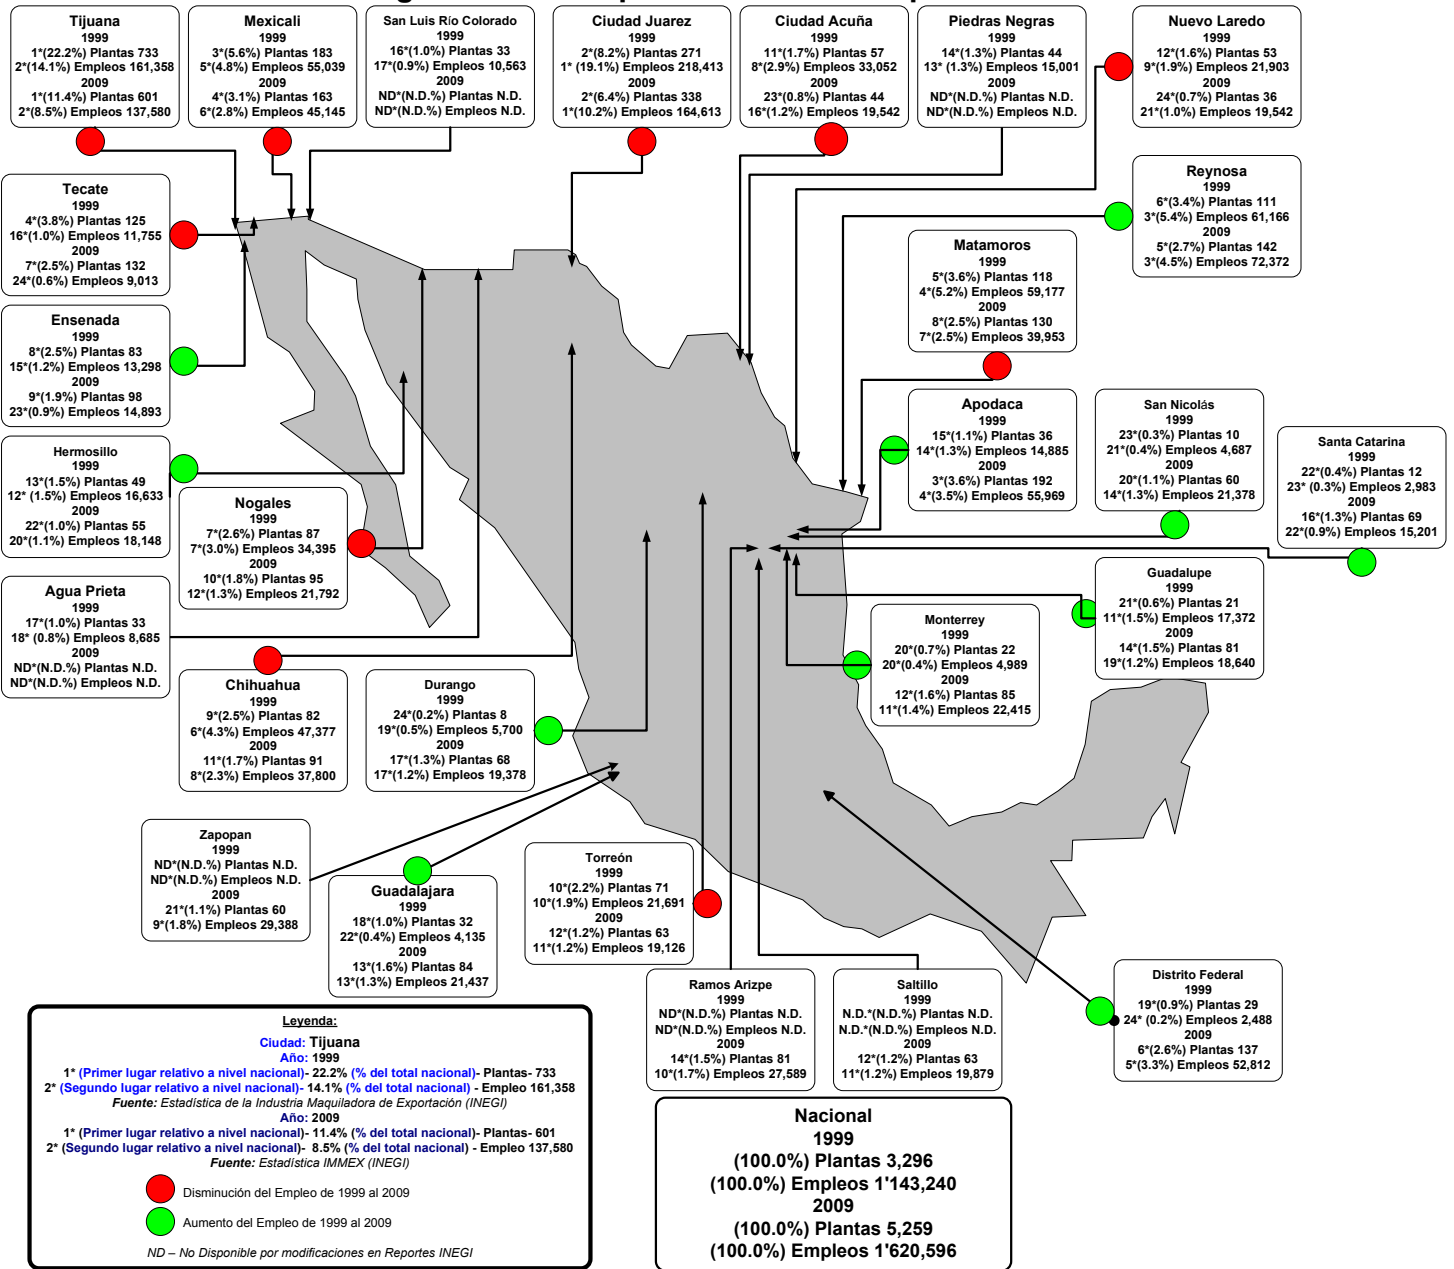 Tijuana
1999
1*(22.2%) Plantas 733
2*(14.1%) Empleos 161,358
2009
1*(11.4%) Plantas 601
2*(8.5%) Empleos 137,580
Mexicali
1999
3*(5.6%) Plantas 183
5*(4.8%) Empleos 55,039
2009
4*(3.1%) Plantas 163
6*(2.8%) Empleos 45,145
San Luis Río Colorado
1999
16*(1.0%) Plantas 33
17*(0.9%) Empleos 10,563
2009
ND*(N.D.%) Plantas N.D.
ND*(N.D.%) Empleos N.D.
Ciudad Juarez
1999
2*(8.2%) Plantas 271
1* (19.1%) Empleos 218,413
2009
2*(6.4%) Plantas 338
1*(10.2%) Empleos 164,613
Ciudad Acuña
1999
11*(1.7%) Plantas 57
8*(2.9%) Empleos 33,052
2009
23*(0.8%) Plantas 44
16*(1.2%) Empleos 19,542
Piedras Negras
1999
14*(1.3%) Plantas 44
13* (1.3%) Empleos 15,001
2009
ND*(N.D.%) Plantas N.D.
ND*(N.D.%) Empleos N.D.
Nuevo Laredo
1999
12*(1.6%) Plantas 53
9*(1.9%) Empleos 21,903
2009
24*(0.7%) Plantas 36
21*(1.0%) Empleos 19,542
Tecate
1999
4*(3.8%) Plantas 125
16*(1.0%) Empleos 11,755
2009
7*(2.5%) Plantas 132
24*(0.6%) Empleos 9,013
Reynosa
1999
6*(3.4%) Plantas 111
3*(5.4%) Empleos 61,166
2009
5*(2.7%) Plantas 142
3*(4.5%) Empleos 72,372
Matamoros
1999
5*(3.6%) Plantas 118
4*(5.2%) Empleos 59,177
2009
8*(2.5%) Plantas 130
7*(2.5%) Empleos 39,953
Ensenada
1999
8*(2.5%) Plantas 83
15*(1.2%) Empleos 13,298
2009
9*(1.9%) Plantas 98
23*(0.9%) Empleos 14,893
Apodaca
1999
15*(1.1%) Plantas 36
14*(1.3%) Empleos 14,885
2009
3*(3.6%) Plantas 192
4*(3.5%) Empleos 55,969
San Nicolás
1999
23*(0.3%) Plantas 10
21*(0.4%) Empleos 4,687
2009
20*(1.1%) Plantas 60
14*(1.3%) Empleos 21,378
Santa Catarina
1999
22*(0.4%) Plantas 12
23* (0.3%) Empleos 2,983
2009
16*(1.3%) Plantas 69
22*(0.9%) Empleos 15,201
Hermosillo
1999
13*(1.5%) Plantas 49
12* (1.5%) Empleos 16,633
2009
22*(1.0%) Plantas 55
20*(1.1%) Empleos 18,148
Nogales
1999
7*(2.6%) Plantas 87
7*(3.0%) Empleos 34,395
2009
10*(1.8%) Plantas 95
12*(1.3%) Empleos 21,792
Agua Prieta
1999
17*(1.0%) Plantas 33
18* (0.8%) Empleos 8,685
2009
ND*(N.D.%) Plantas N.D.
ND*(N.D.%) Empleos N.D.
Guadalupe
1999
21*(0.6%) Plantas 21
11*(1.5%) Empleos 17,372
2009
14*(1.5%) Plantas 81
19*(1.2%) Empleos 18,640
Monterrey
1999
20*(0.7%) Plantas 22
20*(0.4%) Empleos 4,989
2009
12*(1.6%) Plantas 85
11*(1.4%) Empleos 22,415
Chihuahua
1999
9*(2.5%) Plantas 82
6*(4.3%) Empleos 47,377
2009
11*(1.7%) Plantas 91
8*(2.3%) Empleos 37,800
Durango
1999
24*(0.2%) Plantas 8
19*(0.5%) Empleos 5,700
2009
17*(1.3%) Plantas 68
17*(1.2%) Empleos 19,378
Zapopan
1999
ND*(N.D.%) Plantas N.D.
ND*(N.D.%) Empleos N.D.
2009
21*(1.1%) Plantas 60
9*(1.8%) Empleos 29,388
Guadalajara
1999
18*(1.0%) Plantas 32
22*(0.4%) Empleos 4,135
2009
13*(1.6%) Plantas 84
13*(1.3%) Empleos 21,437
Torreón
1999
10*(2.2%) Plantas 71
10*(1.9%) Empleos 21,691
2009
12*(1.2%) Plantas 63
11*(1.2%) Empleos 19,126
Ramos Arizpe
1999
ND*(N.D.%) Plantas N.D.
ND*(N.D.%) Empleos N.D.
2009
14*(1.5%) Plantas 81
10*(1.7%) Empleos 27,589
Saltillo
1999
N.D.*(N.D.%) Plantas N.D.
N.D.*(N.D.%) Empleos N.D.
2009
12*(1.2%) Plantas 63
11*(1.2%) Empleos 19,879
Distrito Federal
1999
19*(0.9%) Plantas 29
24* (0.2%) Empleos 2,488
2009
6*(2.6%) Plantas 137
5*(3.3%) Empleos 52,812
Leyenda:
Ciudad: Tijuana
Año: 1999
1* (Primer lugar relativo a nivel nacional)- 22.2% (% del total nacional)- Plantas- 733
2* (Segundo lugar relativo a nivel nacional)- 14.1% (% del total nacional) - Empleo 161,358
Fuente: Estadística de la Industria Maquiladora de Exportación (INEGI)
Año: 2009
1* (Primer lugar relativo a nivel nacional)- 11.4% (% del total nacional)- Plantas- 601
2* (Segundo lugar relativo a nivel nacional)- 8.5% (% del total nacional) - Empleo 137,580
Fuente: Estadística IMMEX (INEGI)
Disminución del Empleo de 1999 al 2009
Aumento del Empleo de 1999 al 2009
ND – No Disponible por modificaciones en Reportes INEGI
Nacional
1999
(100.0%) Plantas 3,296
(100.0%) Empleos 1'143,240
2009
(100.0%) Plantas 5,259
(100.0%) Empleos 1'620,596